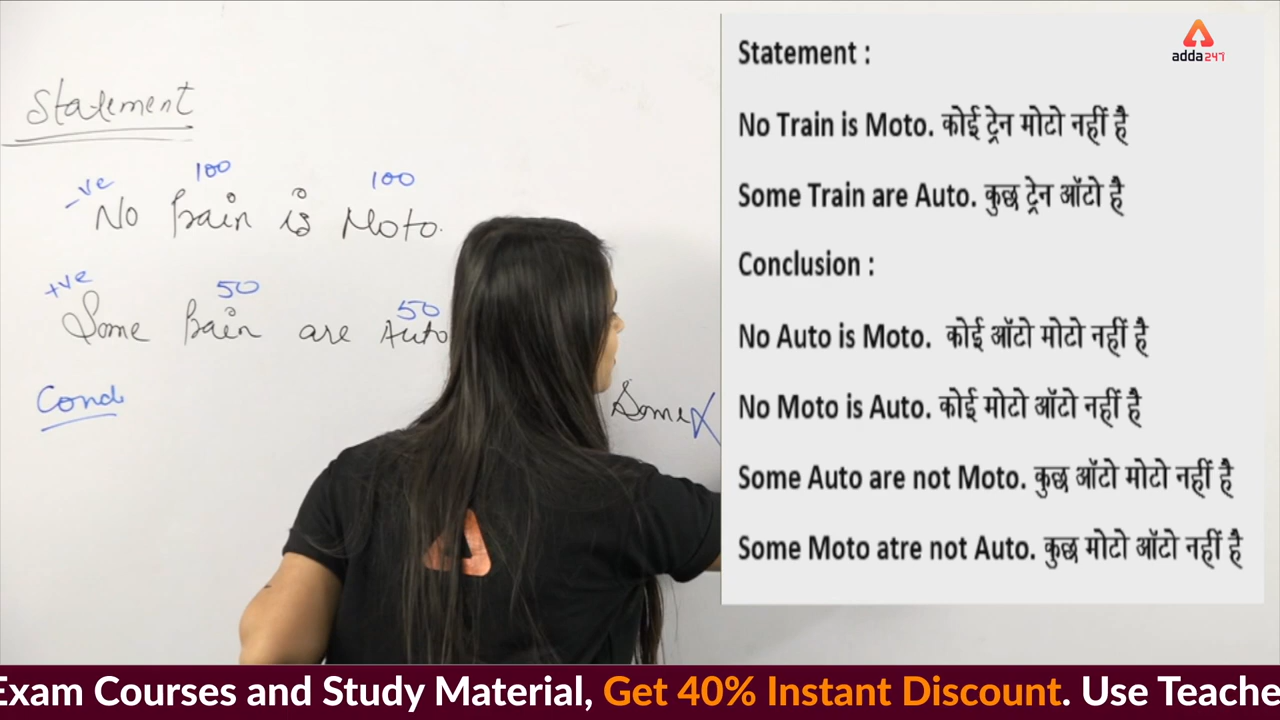 Statement
-ve 100 100
No Train is Moto.
+ve 50 50
Some Train are Auto
Some
Statement :
No Train is Moto. कोई ट्रेन मोटो नहीं है
Some Train are Auto. कुछ ट्रेन ऑटो है
Conclusion :
No Auto is Moto. कोई ऑटो मोटो नहीं है
No Moto is Auto. कोई मोटो ऑटो नहीं है
Some Auto are not Moto. कुछ ऑटो मोटो नहीं है
Some Moto atre not Auto. कुछ मोटो ऑटो नहीं है
adda247
Exam Courses and Study Material, Get 40% Instant Discount. Use Teache